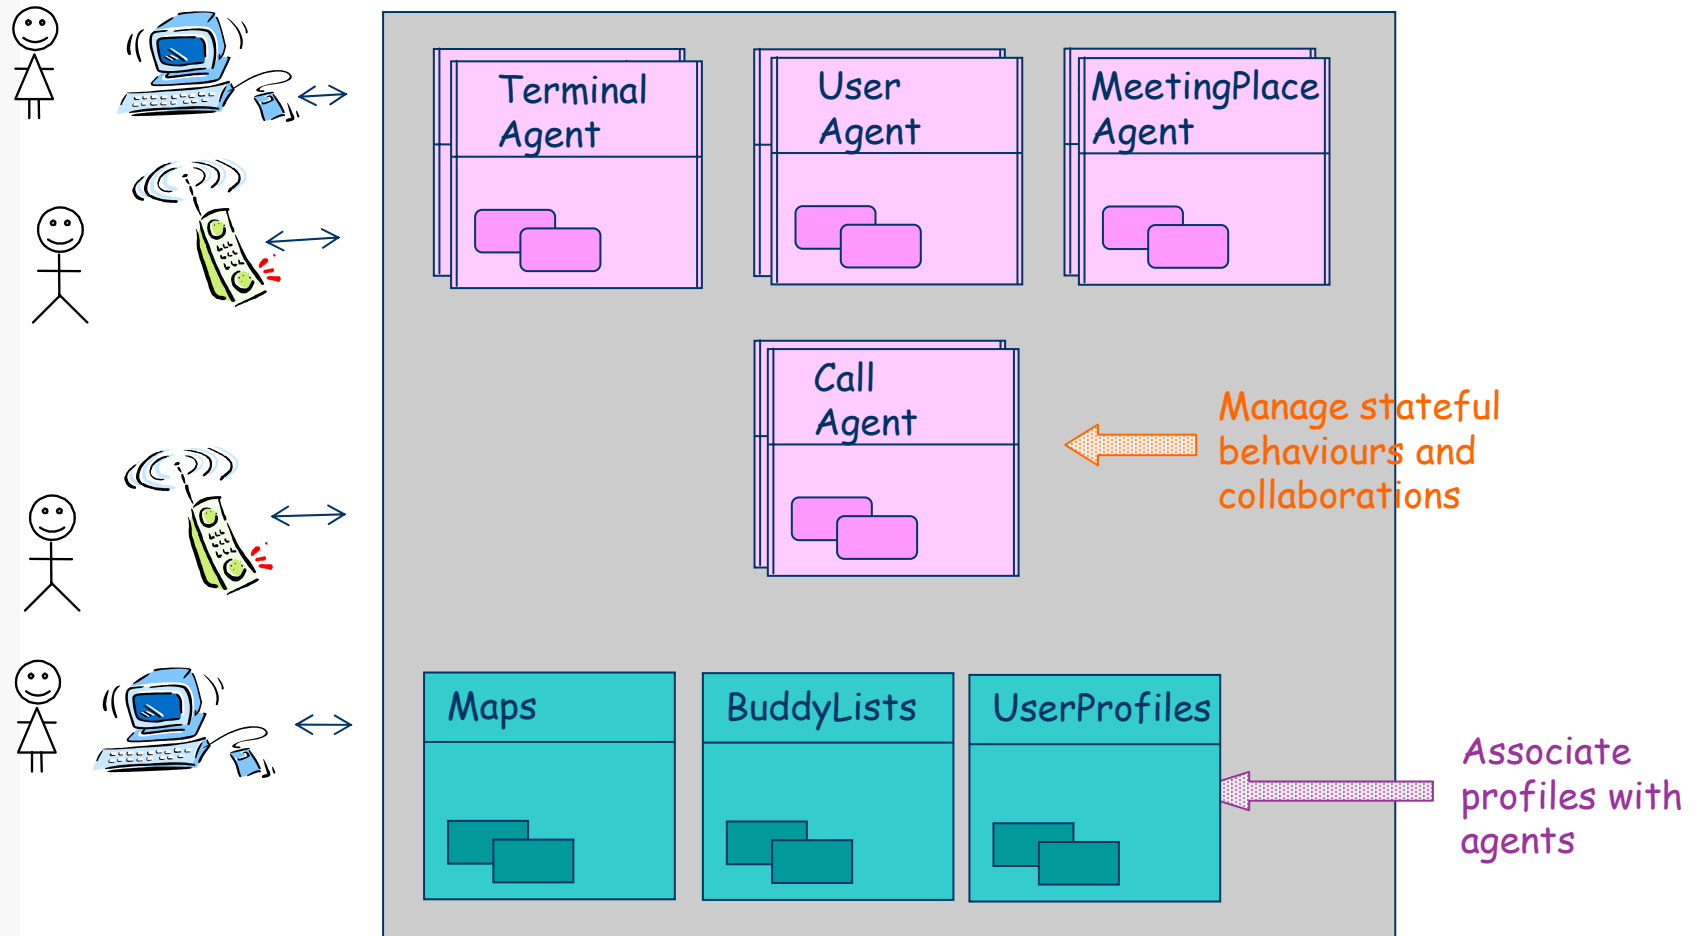 Terminal
Agent
User
Agent
MeetingPlace
Agent
Call
Agent
Manage stateful
behaviours and
collaborations
Maps
BuddyLists
UserProfiles
Associate
profiles with
agents